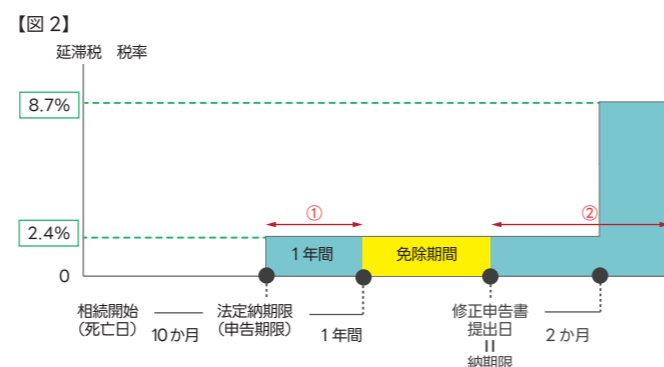 【図 2】
延滞税 税率
8.7%
①
②
2.4%
1年間
免除期間
0
相続開始
(死亡日)
10か月
法定納期限
(申告期限)
1年間
修正申告書
提出日
=
納期限
2か月